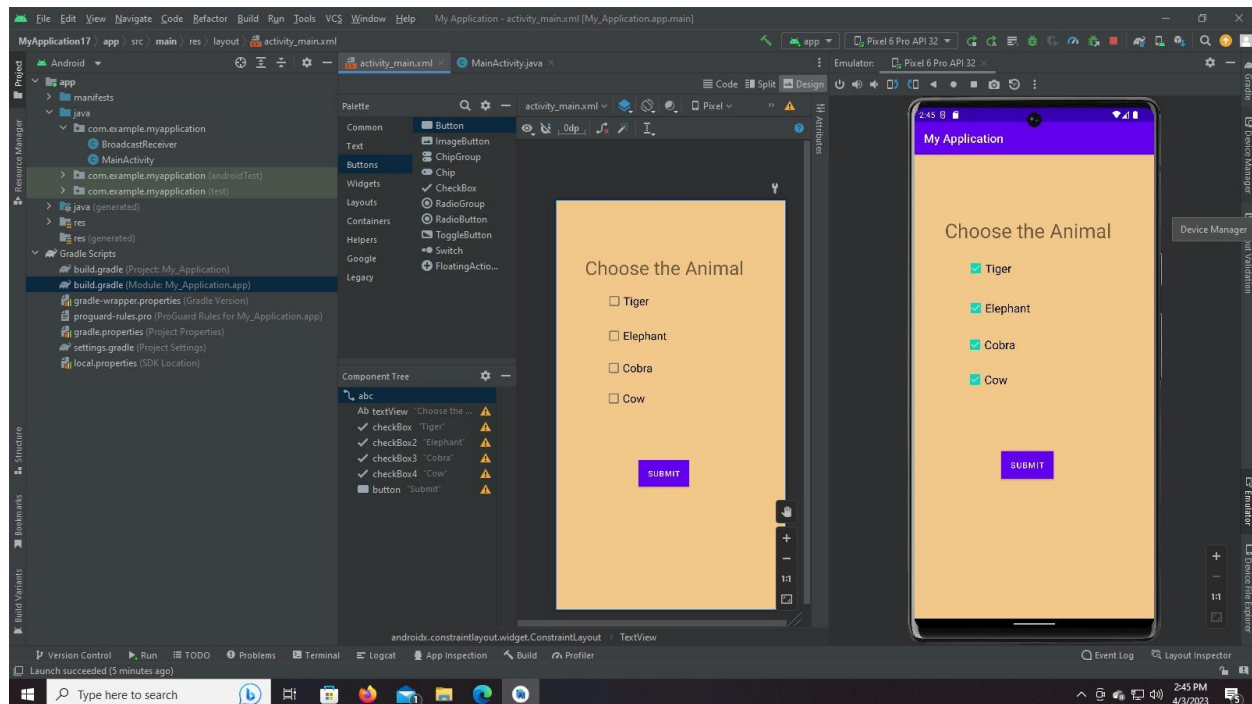 File Edit View Navigate Code Refactor Build Run Tools VCS Window Help My Application - activity_main.xml [My_Application.app.main]
MyApplication17 app src main res layout activity_main.xml
app Pixel 6 Pro API 32
Android
activity_main.xml MainActivity.java
Emulator: Pixel 6 Pro API 32
Code Split Design
Project
Resource Manager
Structure
Bookmarks
Build Variants
app
manifests
java
com.example.myapplication
BroadcastReceiver
MainActivity
com.example.myapplication (androidTest)
com.example.myapplication (test)
java (generated)
res
res (generated)
Gradle Scripts
build.gradle (Project: My_Application)
build.gradle (Module: My_Application.app)
gradle-wrapper.properties (Gradle Version)
proguard-rules.pro (ProGuard Rules for My_Application.app)
gradle.properties (Project Properties)
settings.gradle (Project Settings)
local.properties (SDK Location)
Palette
Common
Text
Buttons
Widgets
Layouts
Containers
Helpers
Google
Legacy
Button
ImageButton
ChipGroup
Chip
CheckBox
RadioGroup
RadioButton
ToggleButton
Switch
FloatingActio...
Component Tree
abc
Ab textView "Choose the ...
checkBox "Tiger"
checkBox2 "Elephant"
checkBox3 "Cobra"
checkBox4 "Cow"
button "Submit"
activity_main.xml Pixel
0dp
Attributes
Choose the Animal
Tiger
Elephant
Cobra
Cow
SUBMIT
1:1
androidx.constraintlayout.widget.ConstraintLayout TextView
2:45
My Application
Choose the Animal
Tiger
Elephant
Cobra
Cow
SUBMIT
Device Manager
1:1
Gradle
Device Manager
Emulator
Device File Explorer
Version Control Run TODO Problems Terminal Logcat App Inspection Build Profiler
Event Log Layout Inspector
Launch succeeded (5 minutes ago)
Type here to search
2:45 PM
4/3/2023